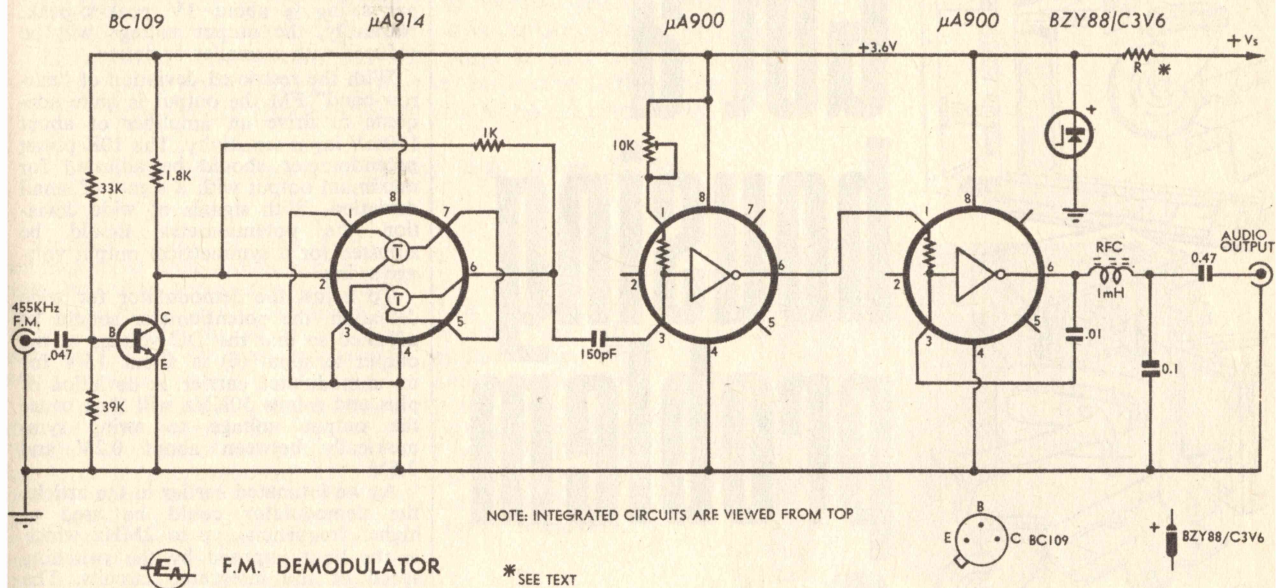 BC109 µA914 µA900 µA900 BZY88/C3V6
+3.6V
+ Vs
R
*
33K
1.8K
1K
10K
8
1
7
2
6
3
5
4
T
T
8
1
7
2
6
3
5
4
8
1
2
6
3
5
4
455KHz
F.M.
.047
B
C
E
39K
150pF
RFC
1mH
.01
0.1
0.47
AUDIO
OUTPUT
+
NOTE: INTEGRATED CIRCUITS ARE VIEWED FROM TOP
B
E
C
BC109
+
BZY88/C3V6
EA
F.M. DEMODULATOR
*SEE TEXT